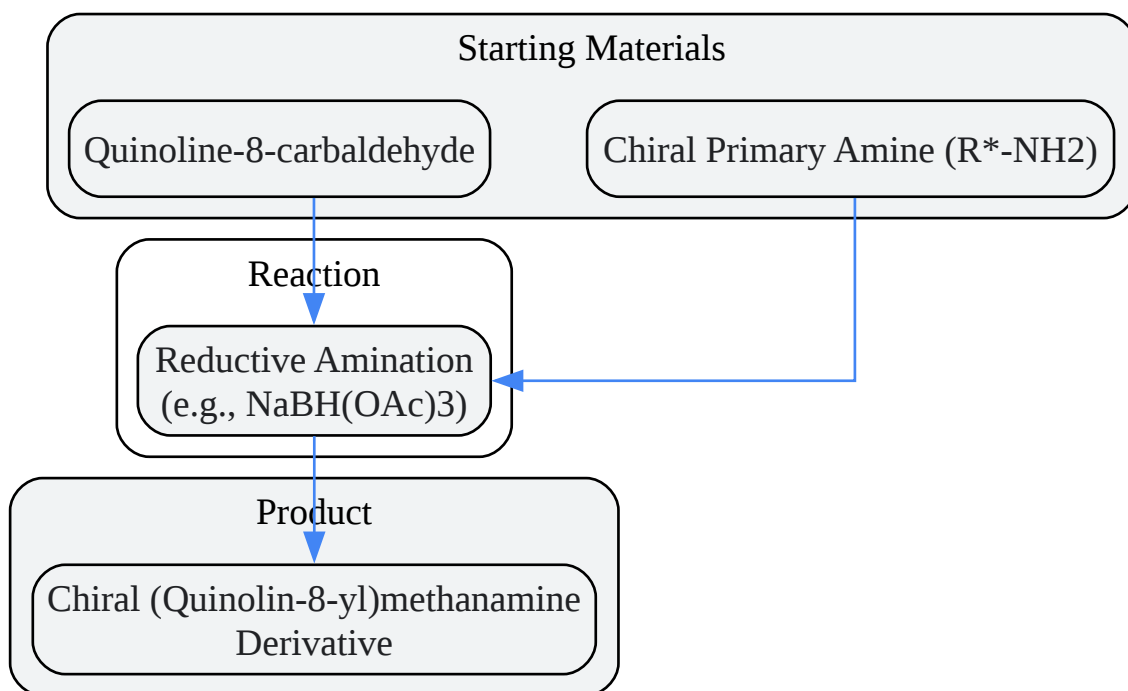 Starting Materials
Quinoline-8-carbaldehyde
Chiral Primary Amine (R*-NH2)
Reaction
Reductive Amination
(e.g., NaBH(OAc)3)
Product
Chiral (Quinolin-8-yl)methanamine
Derivative